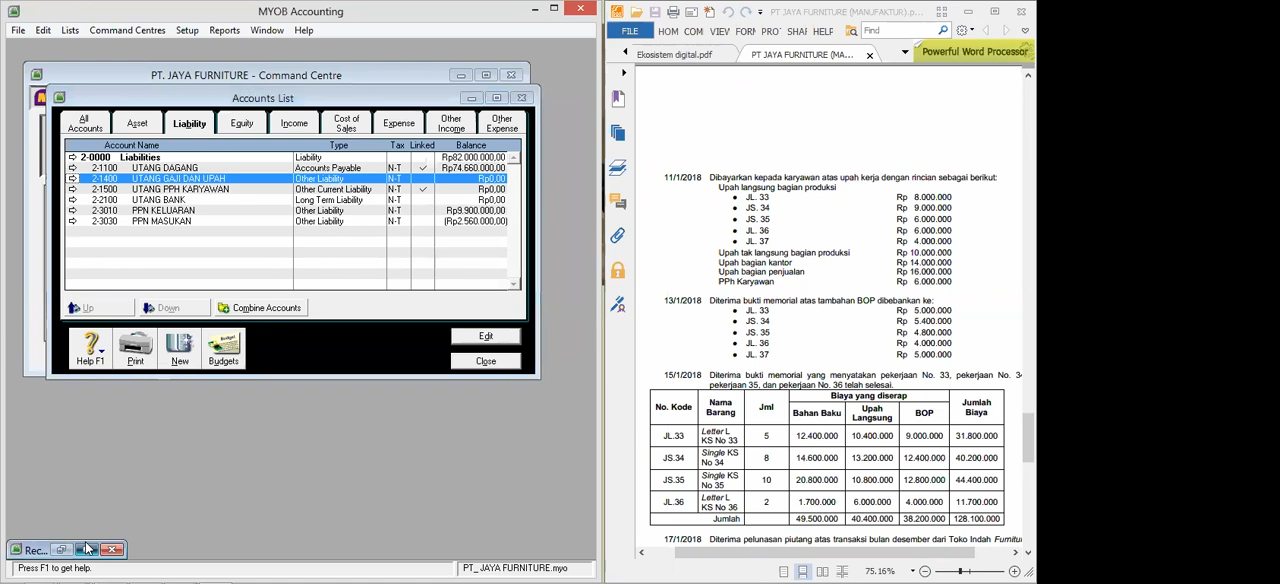 MYOB Accounting
File Edit Lists Command Centres Setup Reports Window Help
PT. JAYA FURNITURE - Command Centre
Accounts List
All Accounts Asset Liability Equity Income Cost of Sales Expense Other Income Other Expense
Account Name Type Tax Linked Balance
2-0000 Liabilities Liability Rp82.000.000,00
2-1100 UTANG DAGANG Accounts Payable N-T Rp74.660.000,00
2-1400 UTANG GAJI DAN UPAH Other Liability N-T Rp0,00
2-1500 UTANG PPH KARYAWAN Other Current Liability N-T Rp0,00
2-2100 UTANG BANK Long Term Liability N-T Rp0,00
2-3010 PPN KELUARAN Other Liability N-T Rp9.900.000,00
2-3030 PPN MASUKAN Other Liability N-T (Rp2.560.000,00)
Up Down Combine Accounts
Help F1 Print New Budgets Edit
Close
Rec...
Press F1 to get help. PT_ JAYA FURNITURE.myo
PT JAYA FURNITURE (MANUFAKTUR).p...
FILE HOM COM VIEV FORN PROT SHAR HELP Find
Ekosistem digital.pdf PT JAYA FURNITURE (MA... Powerful Word Processor
11/1/2018 Dibayarkan kepada karyawan atas upah kerja dengan rincian sebagai berikut:
Upah langsung bagian produksi
• JL. 33 Rp 8.000.000
• JS. 34 Rp 9.000.000
• JS. 35 Rp 6.000.000
• JL. 36 Rp 6.000.000
• JL. 37 Rp 4.000.000
Upah tak langsung bagian produksi Rp 10.000.000
Upah bagian kantor Rp 14.000.000
Upah bagian penjualan Rp 16.000.000
PPh Karyawan Rp 6.000.000
13/1/2018 Diterima bukti memorial atas tambahan BOP dibebankan ke:
• JL. 33 Rp 5.000.000
• JS. 34 Rp 5.400.000
• JS. 35 Rp 4.800.000
• JL. 36 Rp 4.000.000
• JL. 37 Rp 5.000.000
15/1/2018 Diterima bukti memorial yang menyatakan pekerjaan No. 33, pekerjaan No. 34
pekerjaan 35, dan pekerjaan No. 36 telah selesai.
No. Kode Nama Barang Jml Biaya yang diserap Jumlah Biaya
Bahan Baku Upah Langsung BOP
JL.33 Letter L KS No 33 5 12.400.000 10.400.000 9.000.000 31.800.000
JS.34 Single KS No 34 8 14.600.000 13.200.000 12.400.000 40.200.000
JS.35 Single KS No 35 10 20.800.000 10.800.000 12.800.000 44.400.000
JL.36 Letter L KS No 36 2 1.700.000 6.000.000 4.000.000 11.700.000
Jumlah 49.500.000 40.400.000 38.200.000 128.100.000
17/1/2018 Diterima pelunasan piutang atas transaksi bulan desember dari Toko Indah Furnitu
75.16%